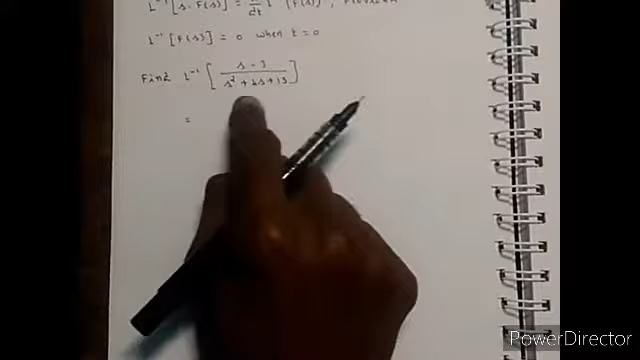 L⁻¹ [s. F(s)] = d/dt L⁻¹ (F(s)), Provided
L⁻¹ [F(s)] = 0 when t = 0
Find L⁻¹ [ (s - 3) / (s² + 4s + 13) ]
=
PowerDirector